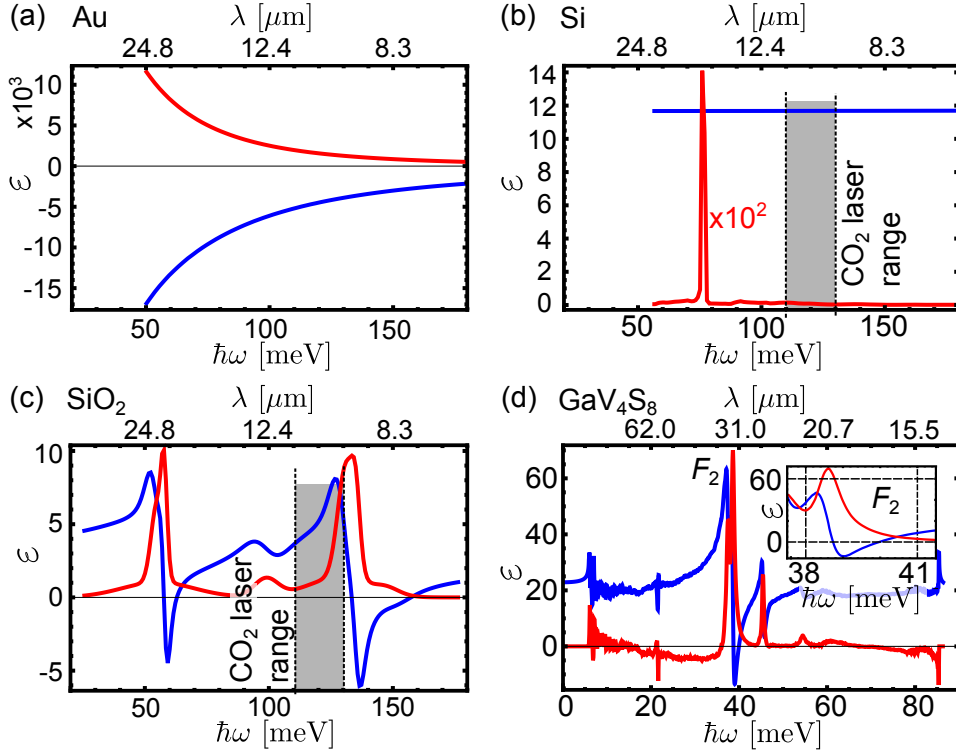 (a) Au
λ [μm]
24.8 12.4 8.3
x10³
10
5
0
-5
-10
-15
ε
50 100 150
ħω [meV]
(b) Si
λ [μm]
24.8 12.4 8.3
14
12
10
8
6
4
2
0
ε
x10²
CO₂ laser
range
50 100 150
ħω [meV]
(c) SiO₂
λ [μm]
24.8 12.4 8.3
10
5
0
-5
ε
CO₂ laser
range
50 100 150
ħω [meV]
(d) GaV₄S₈
λ [μm]
62.0 31.0 20.7 15.5
60
40
20
0
ε
F₂
60
0
ε
F₂
38 41
ħω [meV]
0 20 40 60 80
ħω [meV]